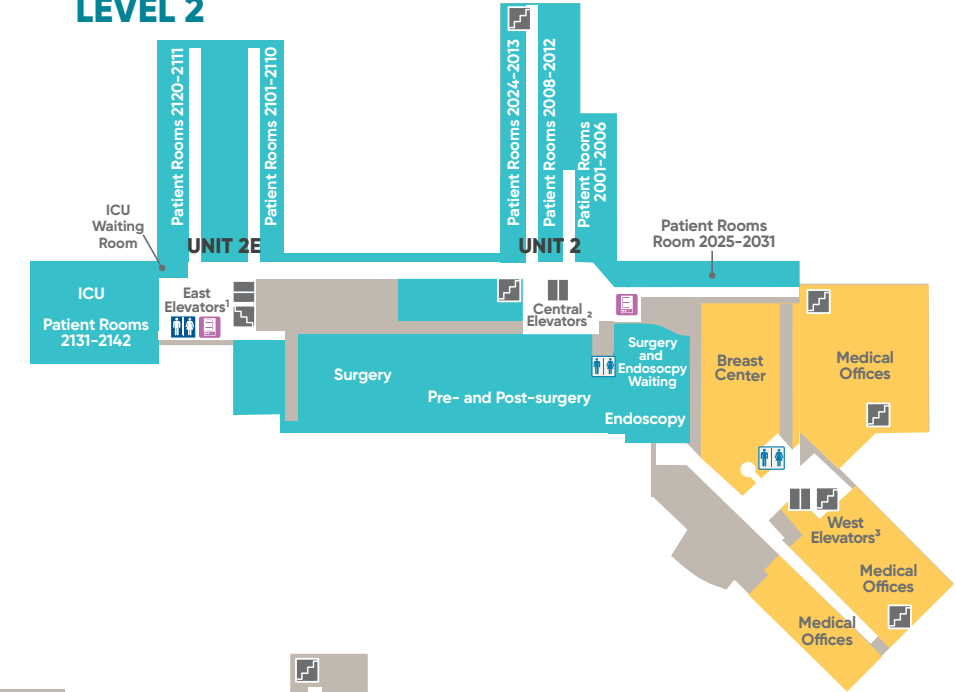 LEVEL 2
Patient Rooms 2120-2111
Patient Rooms 2101-2110
Patient Rooms 2024-2013
Patient Rooms 2008-2012
Patient Rooms
2001-2006
ICU
Waiting
Room
UNIT 2E
UNIT 2
Patient Rooms
Room 2025-2031
ICU
Patient Rooms
2131-2142
East
Elevators¹
Central
Elevators²
Surgery
Pre- and Post-surgery
Surgery
and
Endosocpy
Waiting
Endoscopy
Breast
Center
Medical
Offices
West
Elevators³
Medical
Offices
Medical
Offices